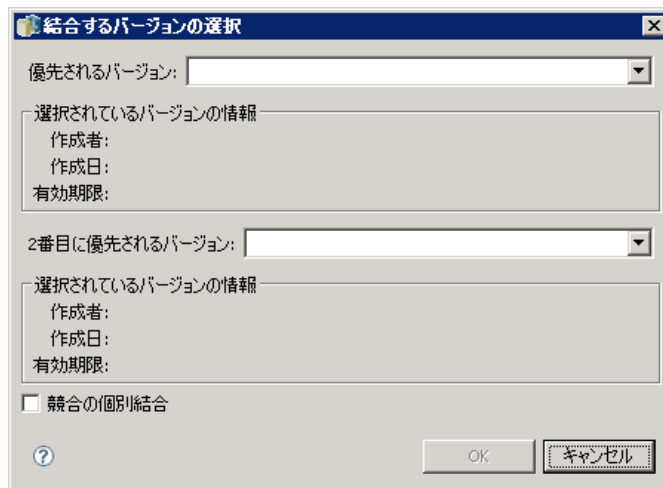 結合するバージョンの選択
優先されるバージョン:
選択されているバージョンの情報
作成者:
作成日:
有効期限:
2番目に優先されるバージョン:
選択されているバージョンの情報
作成者:
作成日:
有効期限:
競合の個別結合
?
OK
キャンセル